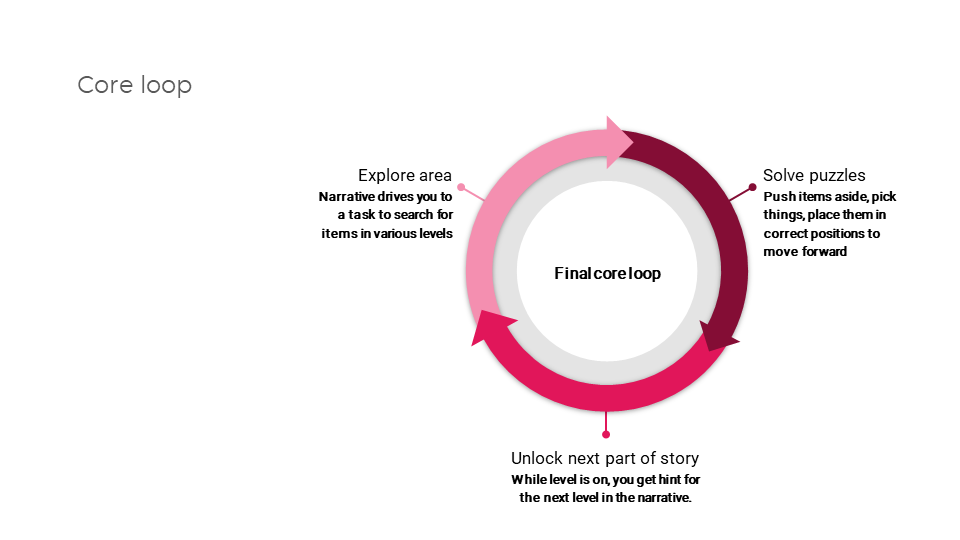 Core loop
Explore area
Narrative drives you to
a task to search for
items in various levels
Solve puzzles
Push items aside, pick
things, place them in
correct positions to
move forward
Final core loop
Unlock next part of story
While level is on, you get hint for
the next level in the narrative.